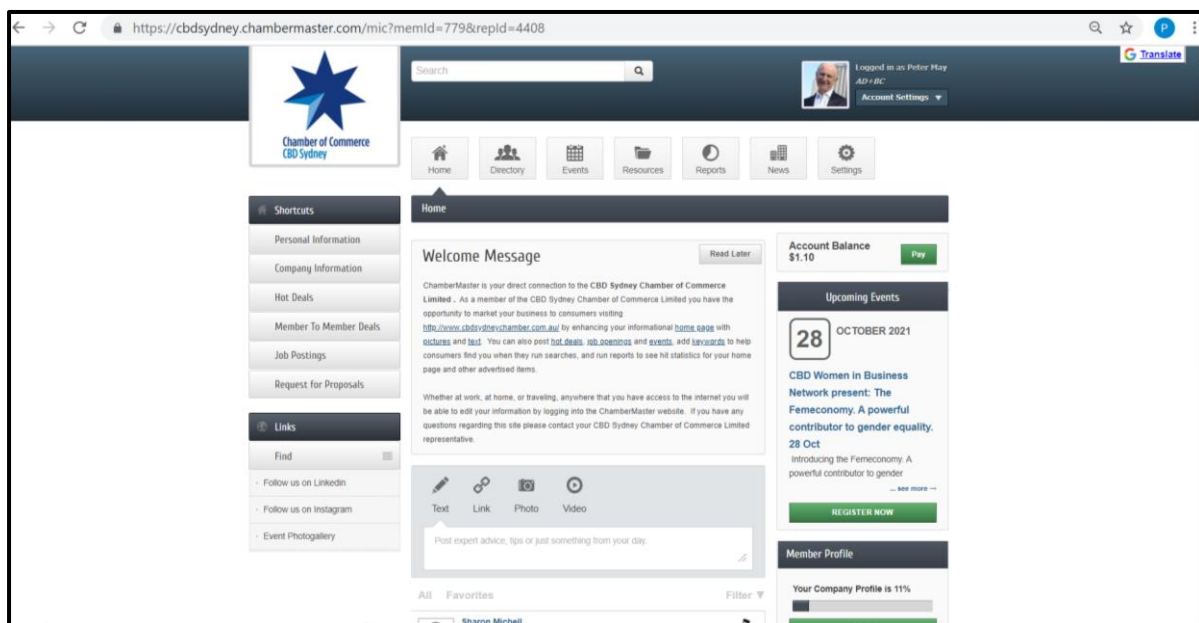 https://cbdsydney.chambermaster.com/mic?memId=779&repId=4408
P
Translate
Chamber of Commerce
CBD Sydney
Search
Logged in as Peter May
AD+BC
Account Settings
Home
Directory
Events
Resources
Reports
News
Settings
Shortcuts
Personal Information
Company Information
Hot Deals
Member To Member Deals
Job Postings
Request for Proposals
Links
Find
Follow us on Linkedin
Follow us on Instagram
Event Photogallery
Home
Welcome Message
Read Later
ChamberMaster is your direct connection to the CBD Sydney Chamber of Commerce
Limited . As a member of the CBD Sydney Chamber of Commerce Limited you have the
opportunity to market your business to consumers visiting
http://www.cbdsydneychamber.com.au/ by enhancing your informational home page with
pictures and text. You can also post hot deals, job openings and events, add keywords to help
consumers find you when they run searches, and run reports to see hit statistics for your home
page and other advertised items.
Whether at work, at home, or traveling, anywhere that you have access to the internet you will
be able to edit your information by logging into the ChamberMaster website. If you have any
questions regarding this site please contact your CBD Sydney Chamber of Commerce Limited
representative.
Text
Link
Photo
Video
Post expert advice, tips or just something from your day.
All Favorites
Filter
Sharon Michell
Account Balance
$1.10
Pay
Upcoming Events
28
OCTOBER 2021
CBD Women in Business
Network present: The
Femeconomy. A powerful
contributor to gender equality.
28 Oct
Introducing the Femeconomy. A
powerful contributor to gender
... see more →
REGISTER NOW
Member Profile
Your Company Profile is 11%